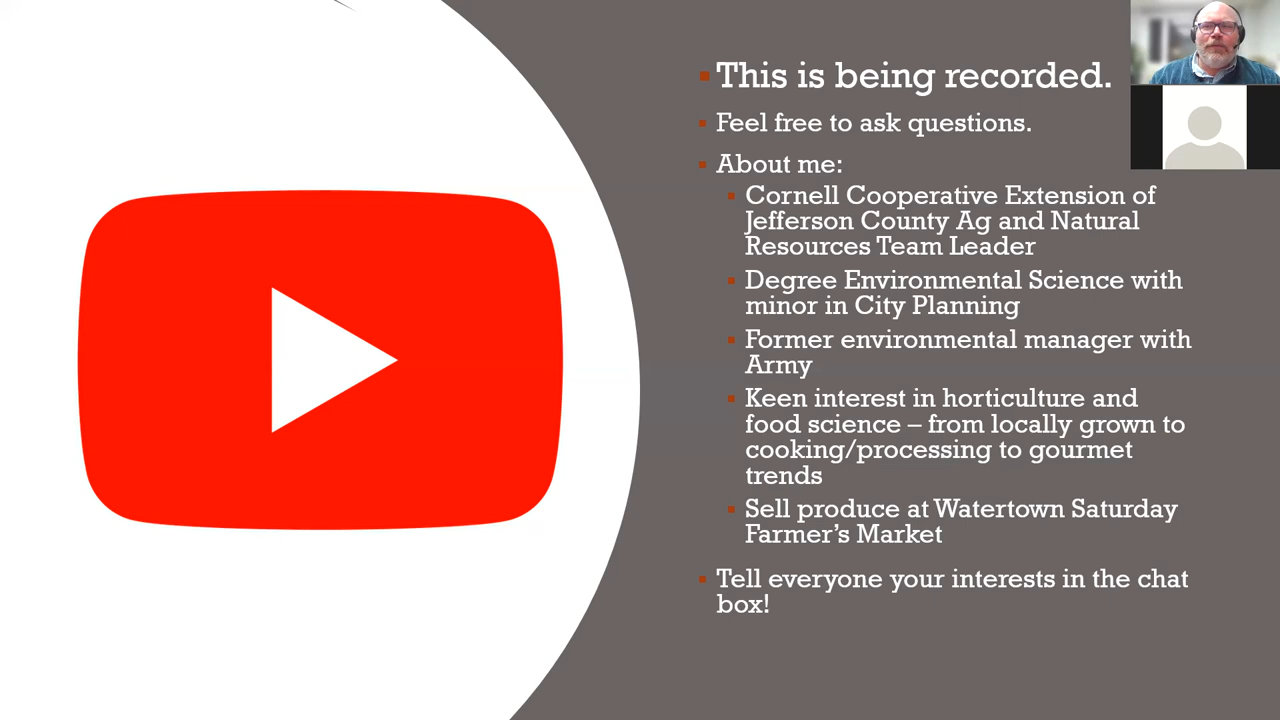 This is being recorded.
Feel free to ask questions.
About me:
Cornell Cooperative Extension of
Jefferson County Ag and Natural
Resources Team Leader
Degree Environmental Science with
minor in City Planning
Former environmental manager with
Army
Keen interest in horticulture and
food science – from locally grown to
cooking/processing to gourmet
trends
Sell produce at Watertown Saturday
Farmer’s Market
Tell everyone your interests in the chat
box!